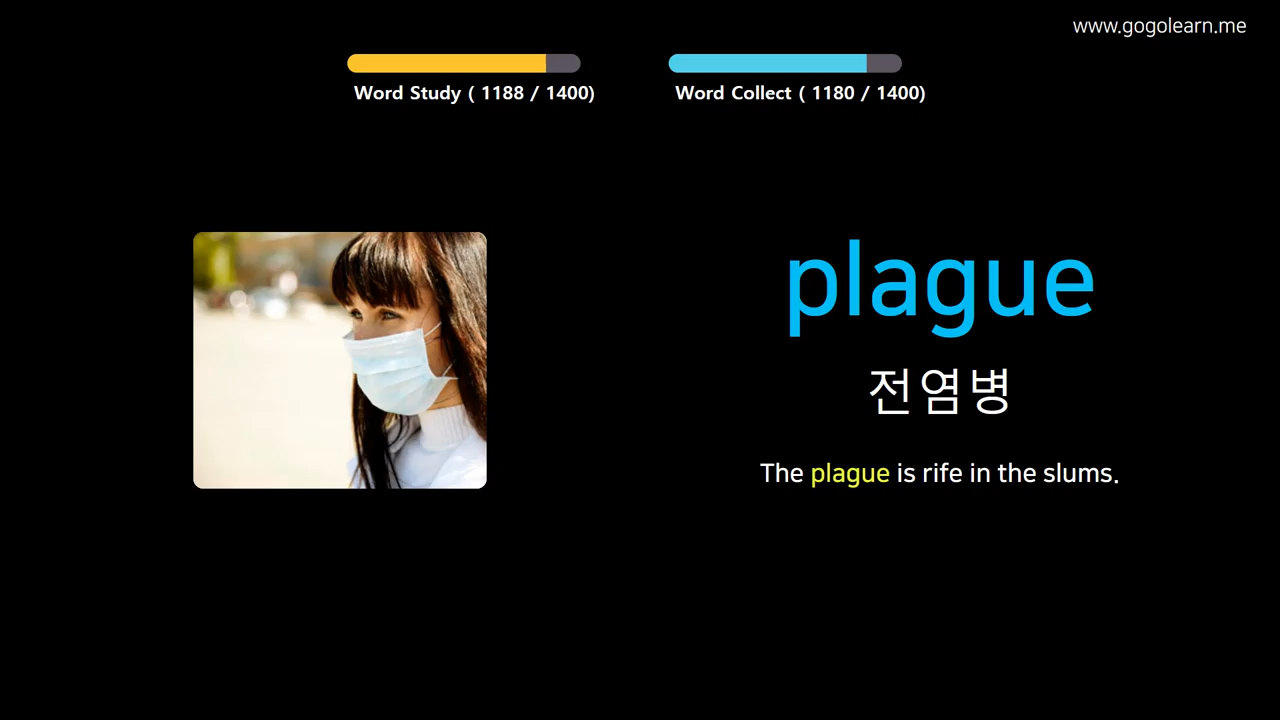 www.gogolearn.me
Word Study ( 1188 / 1400)
Word Collect ( 1180 / 1400)
plague
전염병
The plague is rife in the slums.